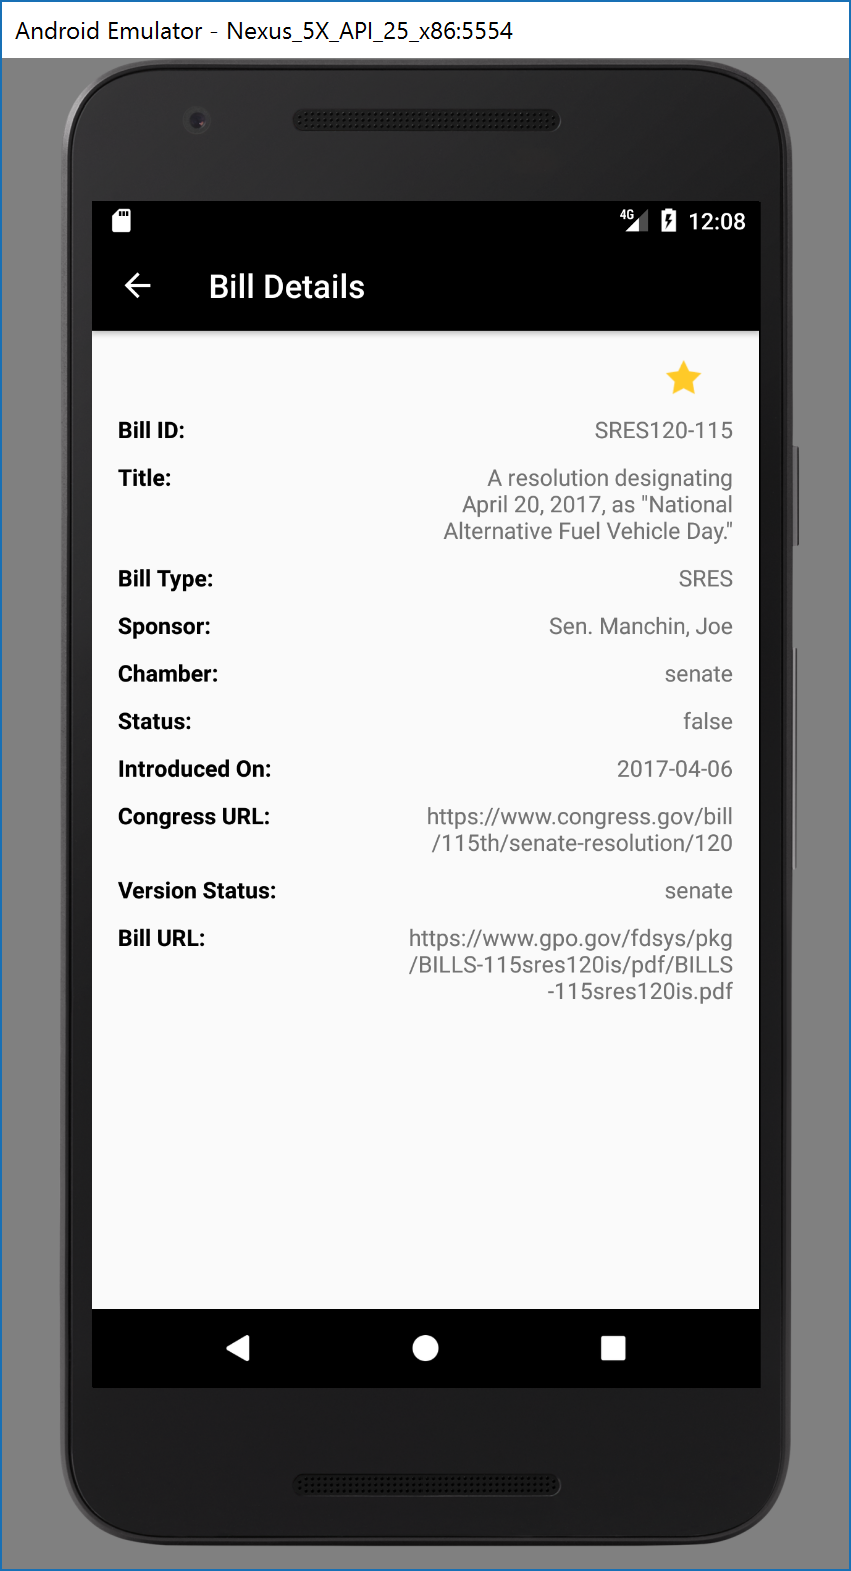 Android Emulator - Nexus_5X_API_25_x86:5554
4G 12:08
Bill Details
Bill ID: SRES120-115
Title: A resolution designating
April 20, 2017, as "National
Alternative Fuel Vehicle Day."
Bill Type: SRES
Sponsor: Sen. Manchin, Joe
Chamber: senate
Status: false
Introduced On: 2017-04-06
Congress URL: https://www.congress.gov/bill
/115th/senate-resolution/120
Version Status: senate
Bill URL: https://www.gpo.gov/fdsys/pkg
/BILLS-115sres120is/pdf/BILLS
-115sres120is.pdf